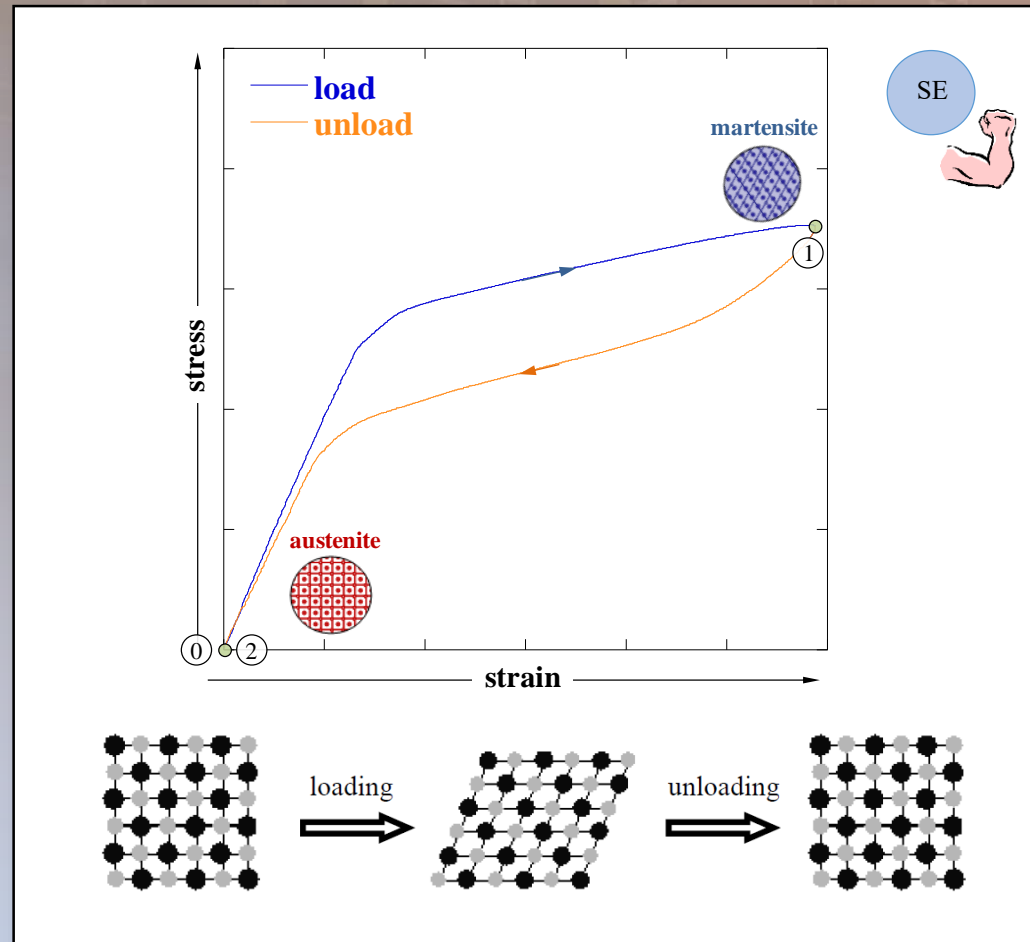 load
unload
SE
martensite
1
stress
austenite
0
2
strain
loading
unloading